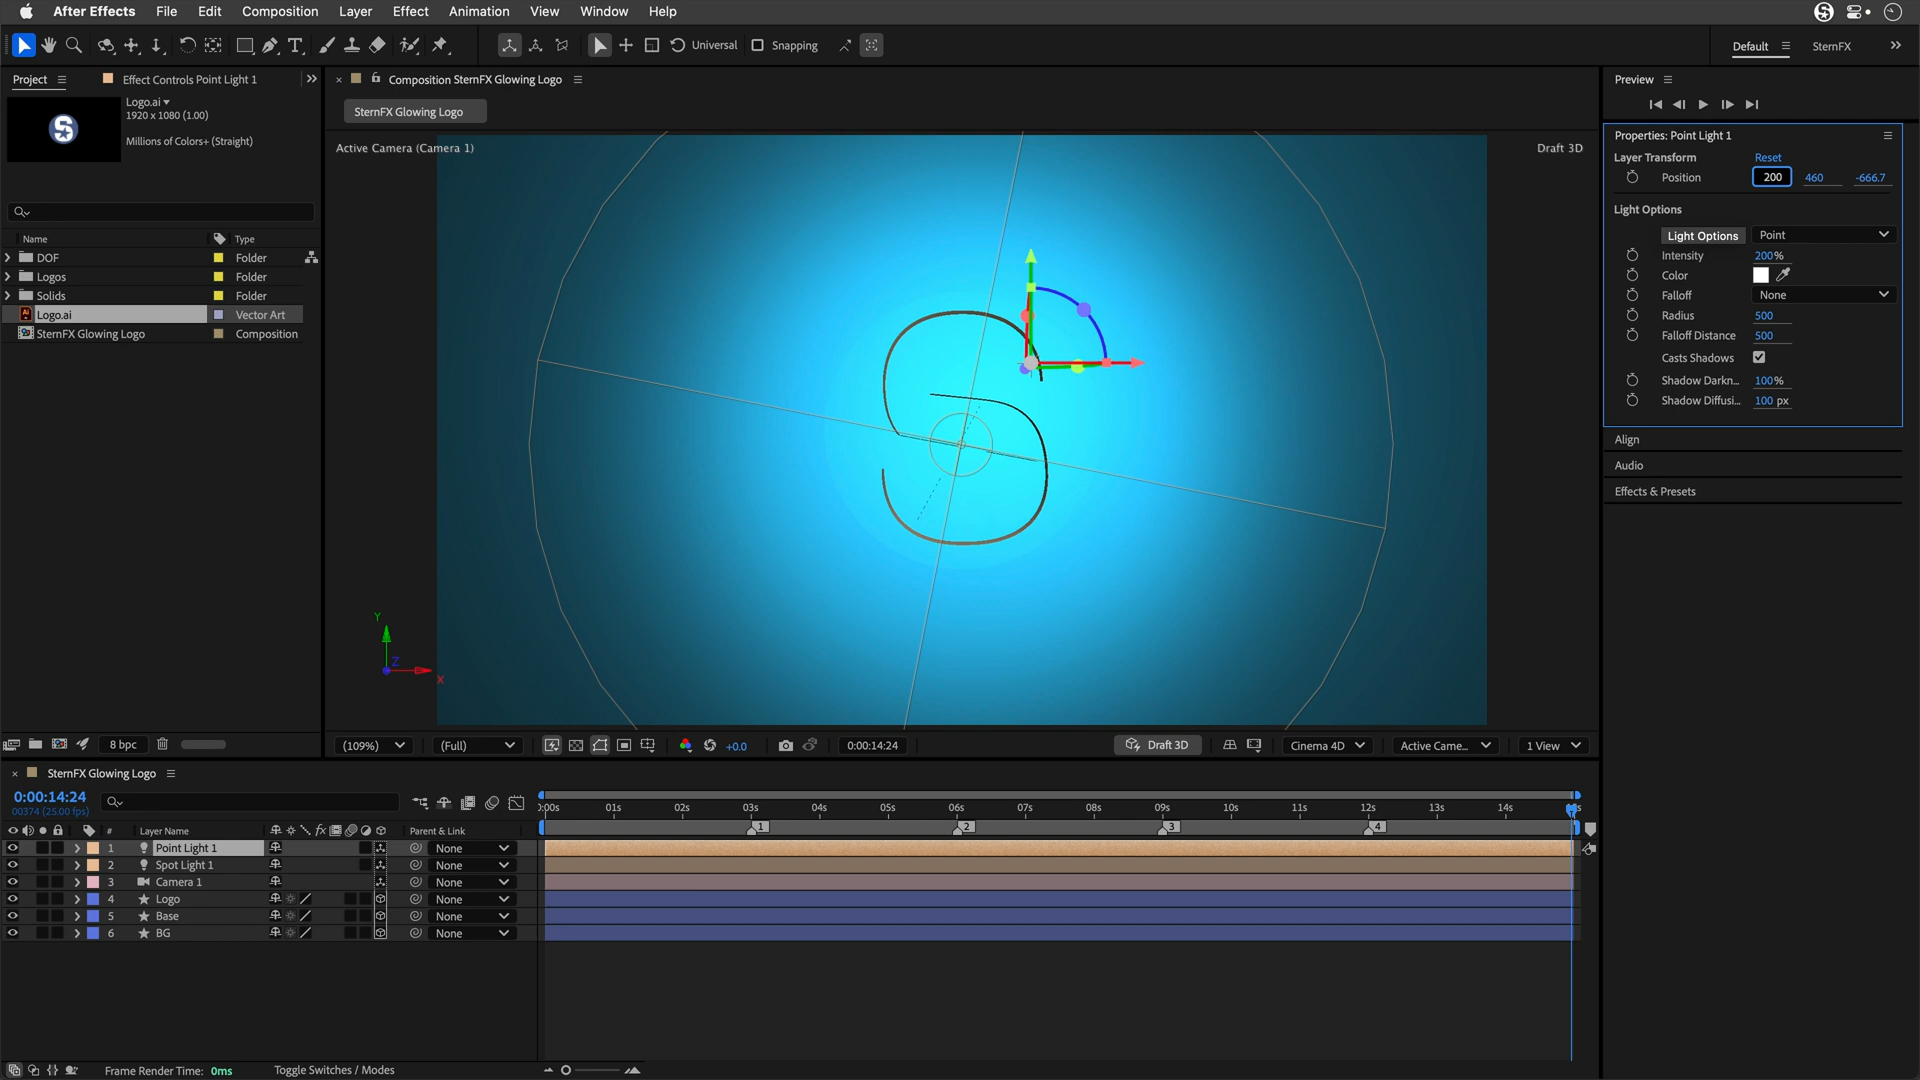 After Effects File Edit Composition Layer Effect Animation View Window Help
Universal Snapping Default SternFX
Project Effect Controls Point Light 1
Logo.ai
1920 x 1080 (1.00)
Millions of Colors+ (Straight)
Name Type
DOF Folder
Logos Folder
Solids Folder
Logo.ai Vector Art
SternFX Glowing Logo Composition
8 bpc
Composition SternFX Glowing Logo
SternFX Glowing Logo
Active Camera (Camera 1) Draft 3D
Y
Z
X
(109%) (Full) +0.0 0:00:14:24 Draft 3D Cinema 4D Active Came... 1 View
Preview
Properties: Point Light 1
Layer Transform Reset
Position 200 460 -666.7
Light Options
Light Options Point
Intensity 200%
Color
Falloff None
Radius 500
Falloff Distance 500
Casts Shadows
Shadow Darkn... 100%
Shadow Diffusi... 100 px
Align
Audio
Effects & Presets
SternFX Glowing Logo
0:00:14:24
00374 (25.00 fps)
01s 02s 03s 04s 05s 06s 07s 08s 09s 10s 11s 12s 13s 14s
1 2 3 4
# Layer Name fx Parent & Link
1 Point Light 1 None
2 Spot Light 1 None
3 Camera 1 None
4 Logo None
5 Base None
6 BG None
Frame Render Time: 0ms Toggle Switches / Modes